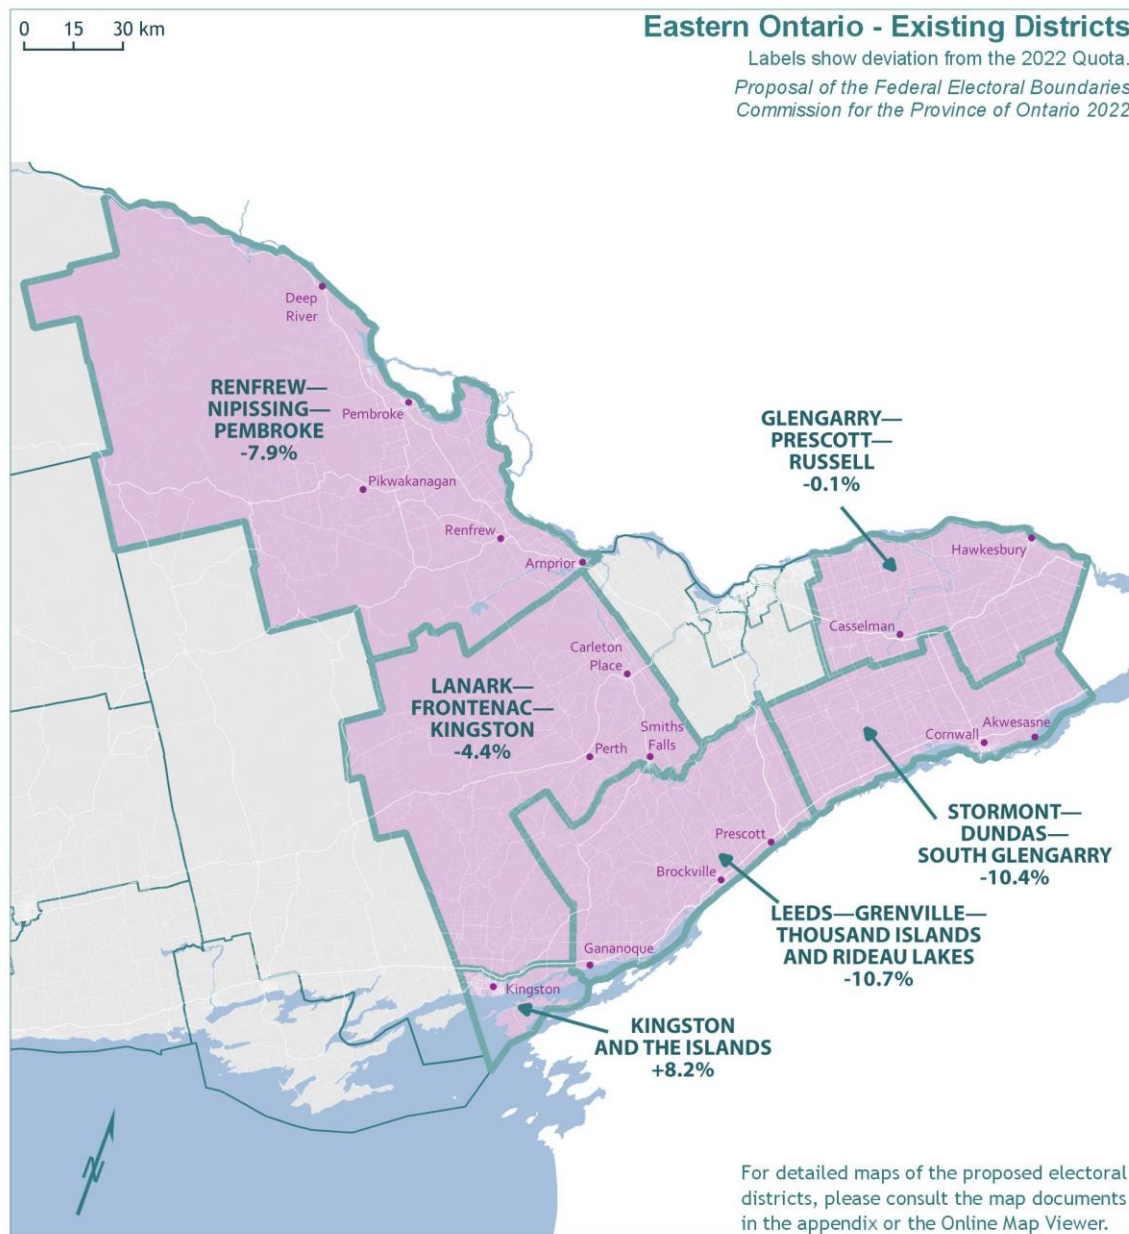 0 15 30 km
Eastern Ontario - Existing Districts
Labels show deviation from the 2022 Quota.
Proposal of the Federal Electoral Boundaries
Commission for the Province of Ontario 2022
Deep
River
RENFREW—
NIPISSING—
PEMBROKE
-7.9%
Pembroke
Pikwakanagan
Renfrew
Arnprior
GLENGARRY—
PRESCOTT—
RUSSELL
-0.1%
Hawkesbury
Casselman
Carleton
Place
LANARK—
FRONTENAC—
KINGSTON
-4.4%
Perth
Smiths
Falls
Akwesasne
Cornwall
STORMONT—
DUNDAS—
SOUTH GLENGARRY
-10.4%
Prescott
Brockville
LEEDS—GRENVILLE—
THOUSAND ISLANDS
AND RIDEAU LAKES
-10.7%
Gananoque
Kingston
KINGSTON
AND THE ISLANDS
+8.2%
N
For detailed maps of the proposed electoral
districts, please consult the map documents
in the appendix or the Online Map Viewer.